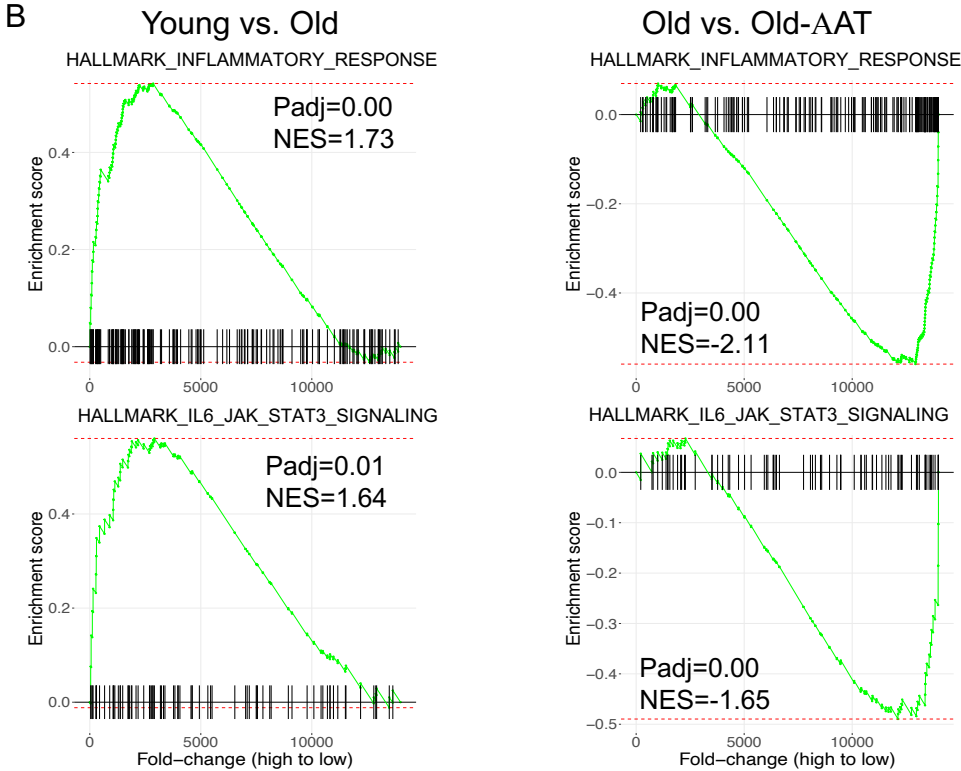 B
Young vs. Old
HALLMARK_INFLAMMATORY_RESPONSE
Padj=0.00
NES=1.73
Enrichment score
0.4
0.2
0.0
0
5000
10000
Old vs. Old-ΛAT
HALLMARK_INFLAMMATORY_RESPONSE
Padj=0.00
NES=-2.11
Enrichment score
0.0
−0.2
−0.4
0
5000
10000
HALLMARK_IL6_JAK_STAT3_SIGNALING
Padj=0.01
NES=1.64
Enrichment score
0.4
0.2
0.0
0
5000
10000
Fold−change (high to low)
HALLMARK_IL6_JAK_STAT3_SIGNALING
Padj=0.00
NES=-1.65
Enrichment score
0.0
−0.1
−0.2
−0.3
−0.4
−0.5
0
5000
10000
Fold−change (high to low)